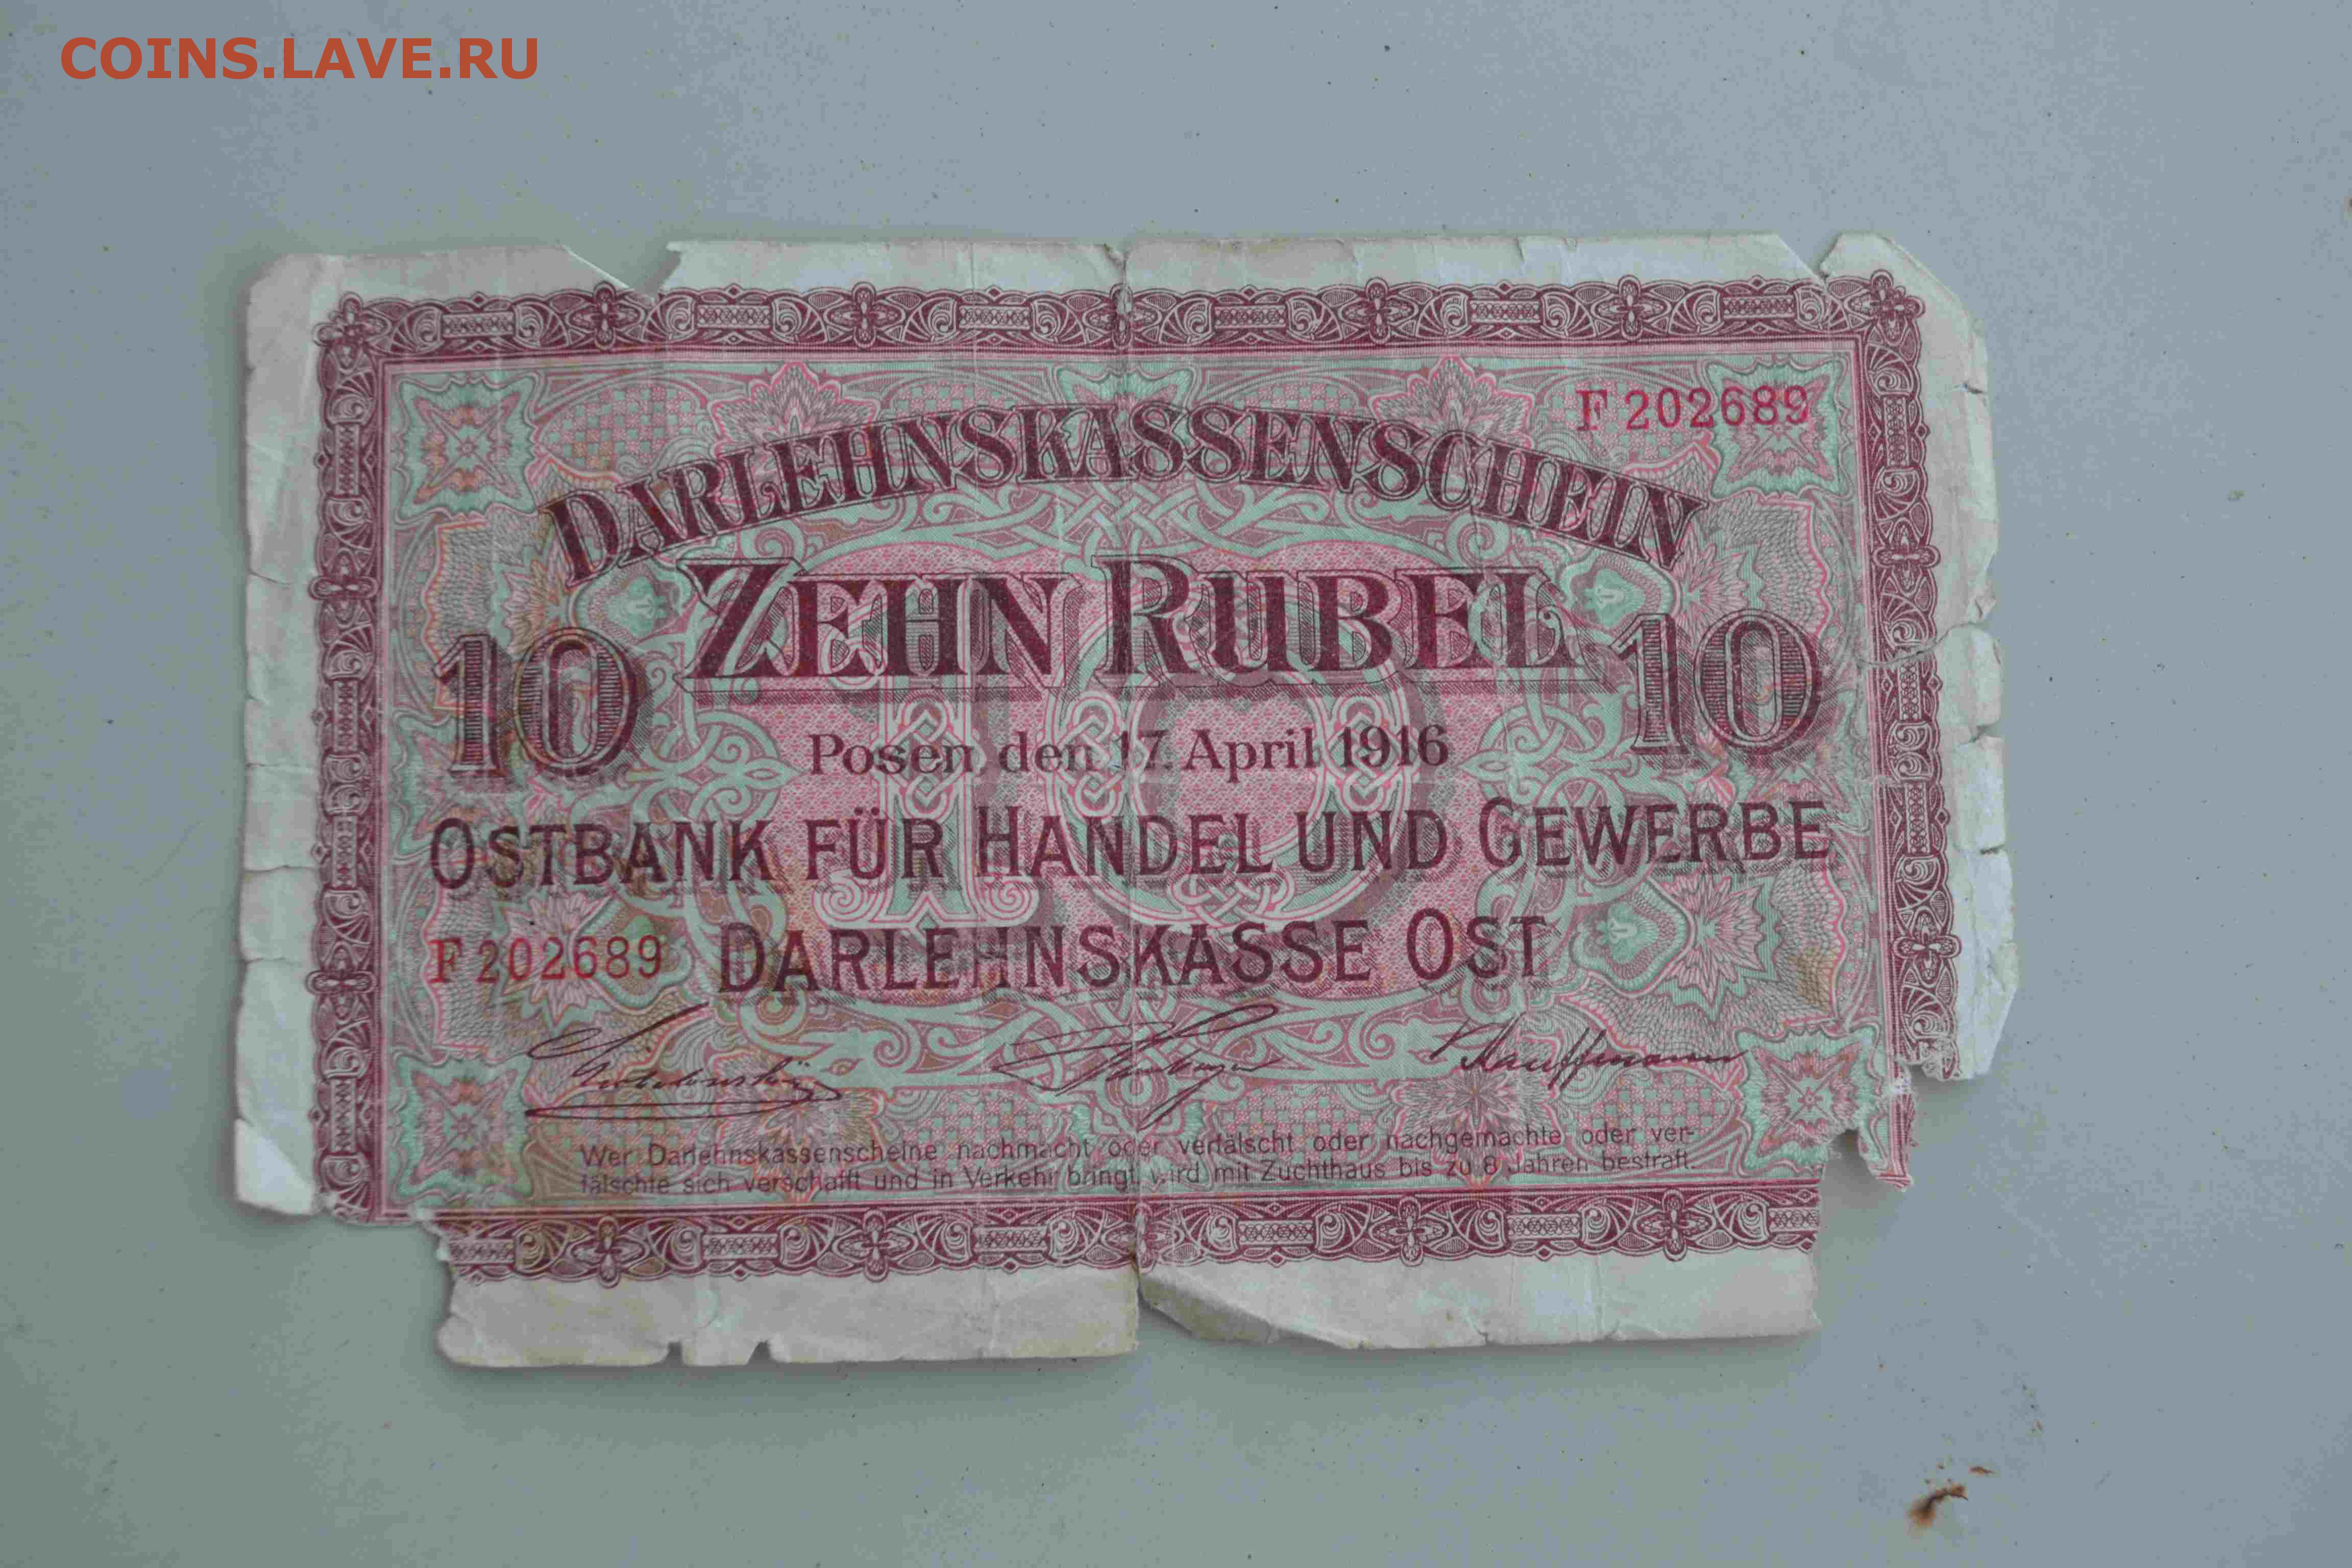 COINS.LAVE.RU
F 202689
DARLEHNSKASSENSCHEIN
ZEHN RUBEL
10 10
Posen, den 17. April 1916
OSTBANK FÜR HANDEL UND GEWERBE
F 202689 DARLEHNSKASSE OST
Kauffmann
Wer Darlehnskassenscheine nachmacht oder verfälscht oder nachgemachte oder ver-
fälschte sich verschafft und in Verkehr bringt, wird mit Zuchthaus bis zu 8 Jahren bestraft.